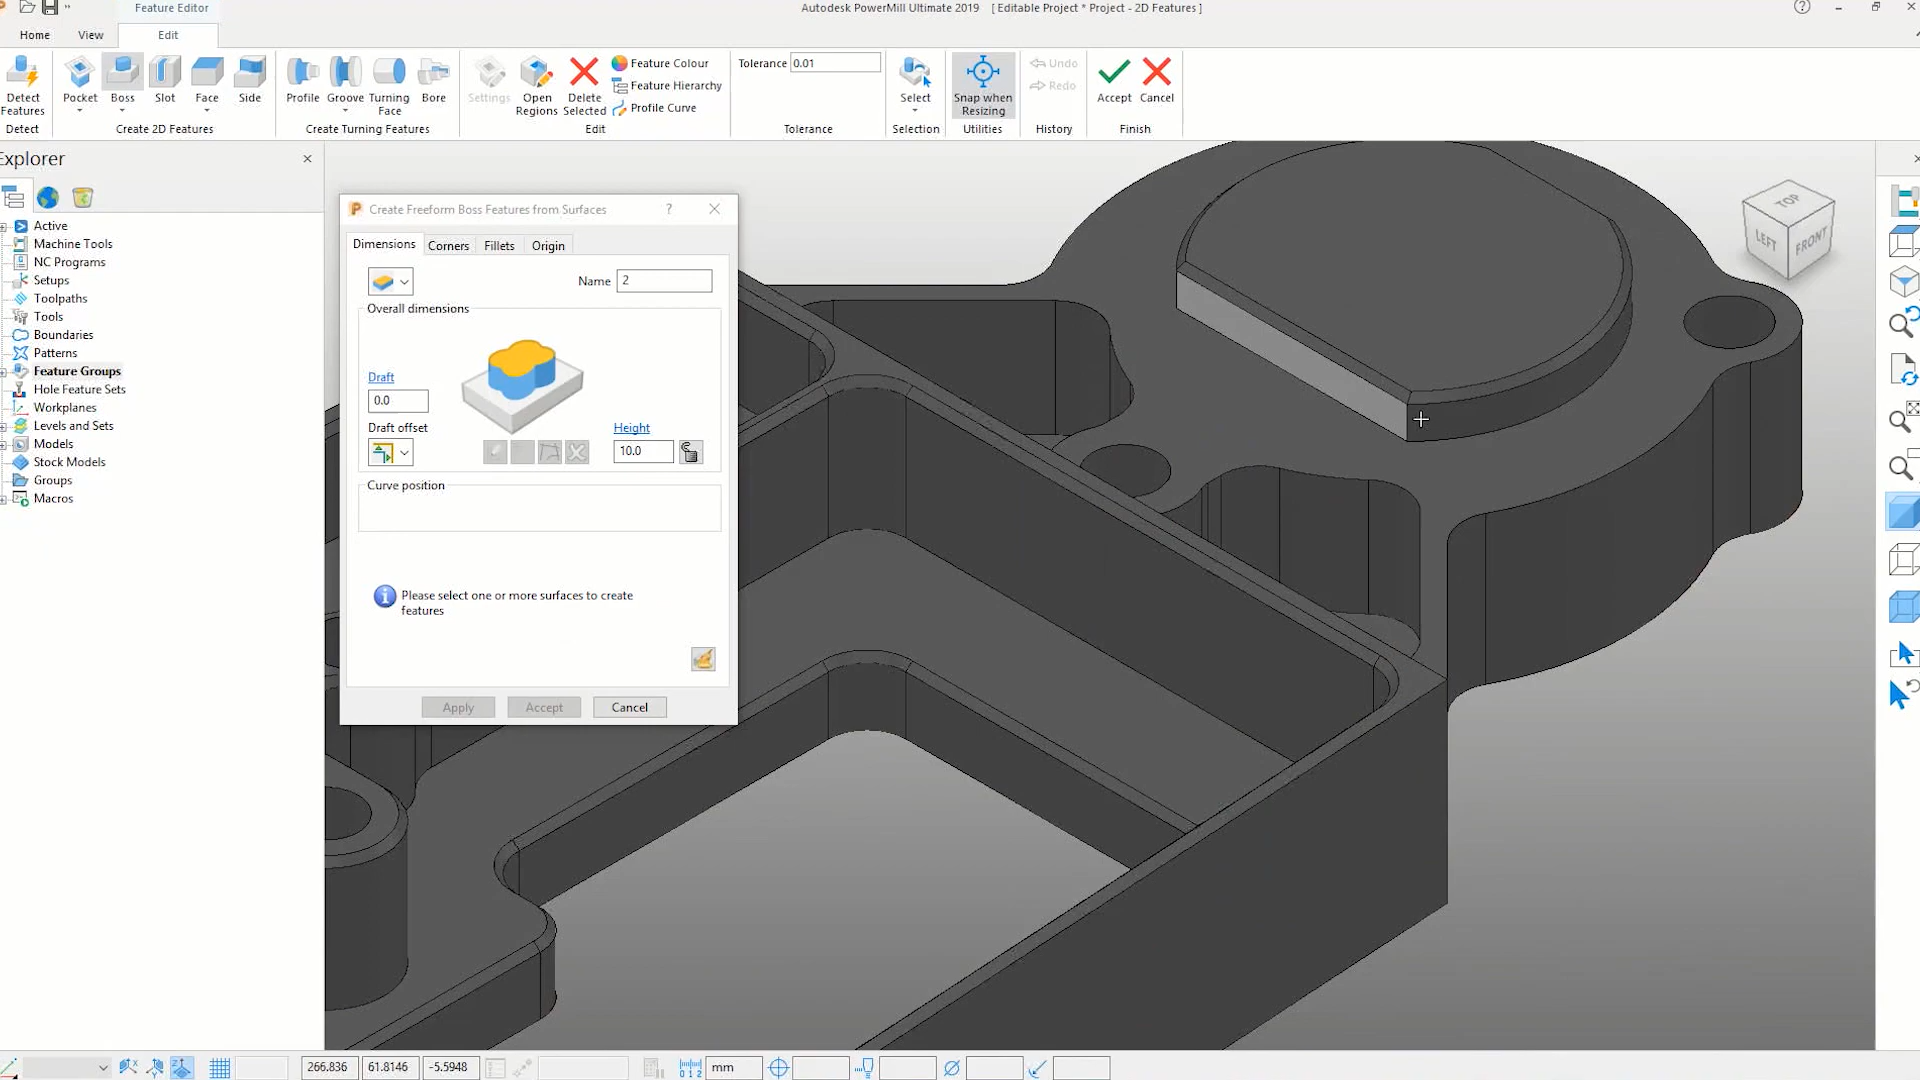 Feature Editor
Autodesk PowerMill Ultimate 2019 [ Editable Project * Project - 2D Features ]
Home View Edit
Detect Features
Pocket
Boss
Slot
Face
Side
Profile
Groove
Turning Face
Bore
Settings
Open Regions
Delete Selected
Feature Colour
Feature Hierarchy
Profile Curve
Tolerance 0.01
Select
Snap when Resizing
Undo
Redo
Accept
Cancel
Detect
Create 2D Features
Create Turning Features
Edit
Tolerance
Selection
Utilities
History
Finish
Explorer
Active
Machine Tools
NC Programs
Setups
Toolpaths
Tools
Boundaries
Patterns
Feature Groups
Hole Feature Sets
Workplanes
Levels and Sets
Models
Stock Models
Groups
Macros
Create Freeform Boss Features from Surfaces ?
Dimensions Corners Fillets Origin
Name 2
Overall dimensions
Draft
0.0
Draft offset
Height
10.0
Curve position
Please select one or more surfaces to create
features
Apply Accept Cancel
TOP
LEFT
FRONT
266.836 61.8146 -5.5948 mm